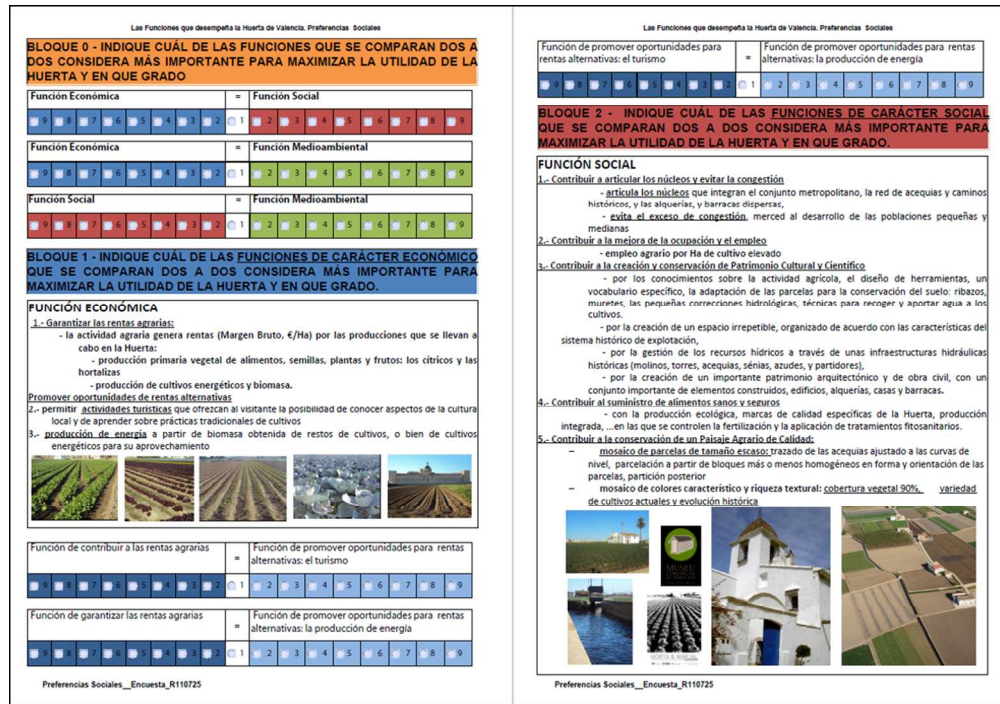 Las Funciones que desempeña la Huerta de Valencia. Preferencias Sociales
BLOQUE 0 - INDIQUE CUÁL DE LAS FUNCIONES QUE SE COMPARAN DOS A
DOS CONSIDERA MÁS IMPORTANTE PARA MAXIMIZAR LA UTILIDAD DE LA
HUERTA Y EN QUE GRADO
Función Económica = Función Social
9 8 7 6 5 4 3 2 1 2 3 4 5 6 7 8 9
Función Económica = Función Medioambiental
9 8 7 6 5 4 3 2 1 2 3 4 5 6 7 8 9
Función Social = Función Medioambiental
9 8 7 6 5 4 3 2 1 2 3 4 5 6 7 8 9
BLOQUE 1 - INDIQUE CUÁL DE LAS FUNCIONES DE CARÁCTER ECONÓMICO
QUE SE COMPARAN DOS A DOS CONSIDERA MÁS IMPORTANTE PARA
MAXIMIZAR LA UTILIDAD DE LA HUERTA Y EN QUE GRADO.
FUNCIÓN ECONÓMICA
1.- Garantizar las rentas agrarias:
- la actividad agraria genera rentas (Margen Bruto, €/Ha) por las producciones que se llevan a
cabo en la Huerta:
- producción primaria vegetal de alimentos, semillas, plantas y frutos: los cítricos y las
hortalizas
- producción de cultivos energéticos y biomasa.
Promover oportunidades de rentas alternativas
2.- permitir actividades turísticas que ofrezcan al visitante la posibilidad de conocer aspectos de la cultura
local y de aprender sobre prácticas tradicionales de cultivos
3.- producción de energía a partir de biomasa obtenida de restos de cultivos, o bien de cultivos
energéticos para su aprovechamiento
Función de contribuir a las rentas agrarias = Función de promover oportunidades para rentas
alternativas: el turismo
9 8 7 6 5 4 3 2 1 2 3 4 5 6 7 8 9
Función de garantizar las rentas agrarias = Función de promover oportunidades para rentas
alternativas: la producción de energía
9 8 7 6 5 4 3 2 1 2 3 4 5 6 7 8 9
Preferencias Sociales__Encuesta_R110725
Las Funciones que desempeña la Huerta de Valencia. Preferencias Sociales
Función de promover oportunidades para = Función de promover oportunidades para rentas
rentas alternativas: el turismo alternativas: la producción de energía
9 8 7 6 5 4 3 2 1 2 3 4 5 6 7 8 9
BLOQUE 2 - INDIQUE CUÁL DE LAS FUNCIONES DE CARÁCTER SOCIAL
QUE SE COMPARAN DOS A DOS CONSIDERA MÁS IMPORTANTE PARA
MAXIMIZAR LA UTILIDAD DE LA HUERTA Y EN QUE GRADO.
FUNCIÓN SOCIAL
1.- Contribuir a articular los núcleos y evitar la congestión
- articula los núcleos que integran el conjunto metropolitano, la red de acequias y caminos
históricos, y las alquerías, y barracas dispersas,
- evita el exceso de congestión, merced al desarrollo de las poblaciones pequeñas y
medianas
2.- Contribuir a la mejora de la ocupación y el empleo
- empleo agrario por Ha de cultivo elevado
3.- Contribuir a la creación y conservación de Patrimonio Cultural y Científico
- por los conocimientos sobre la actividad agrícola, el diseño de herramientas, un
vocabulario específico, la adaptación de las parcelas para la conservación del suelo: ribazos,
muretes, las pequeñas correcciones hidrológicas, técnicas para recoger y aportar agua a los
cultivos.
- por la creación de un espacio irrepetible, organizado de acuerdo con las características del
sistema histórico de explotación,
- por la gestión de los recursos hídricos a través de unas infraestructuras hidráulicas
históricas (molinos, torres, acequias, sénias, azudes, y partidores),
- por la creación de un importante patrimonio arquitectónico y de obra civil, con un
conjunto importante de elementos construidos, edificios, alquerías, casas y barracas.
4.- Contribuir al suministro de alimentos sanos y seguros
- con la producción ecológica, marcas de calidad específicas de la Huerta, producción
integrada, ...en las que se controlen la fertilización y la aplicación de tratamientos fitosanitarios.
5.- Contribuir a la conservación de un Paisaje Agrario de Calidad:
– mosaico de parcelas de tamaño escaso: trazado de las acequias ajustado a las curvas de
nivel, parcelación a partir de bloques más o menos homogéneos en forma y orientación de las
parcelas, partición posterior
– mosaico de colores característico y riqueza textural: cobertura vegetal 90%, variedad
de cultivos actuales y evolución histórica
MUSEU
Preferencias Sociales__Encuesta_R110725